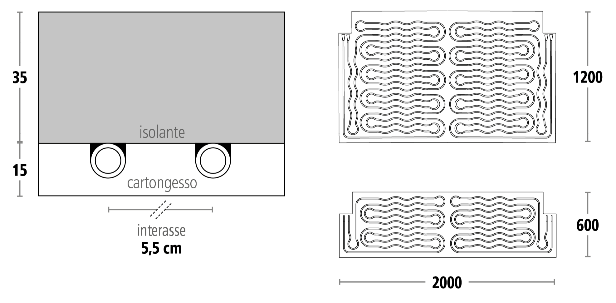 35
isolante
15
cartongesso
interasse
5,5 cm
1200
600
2000